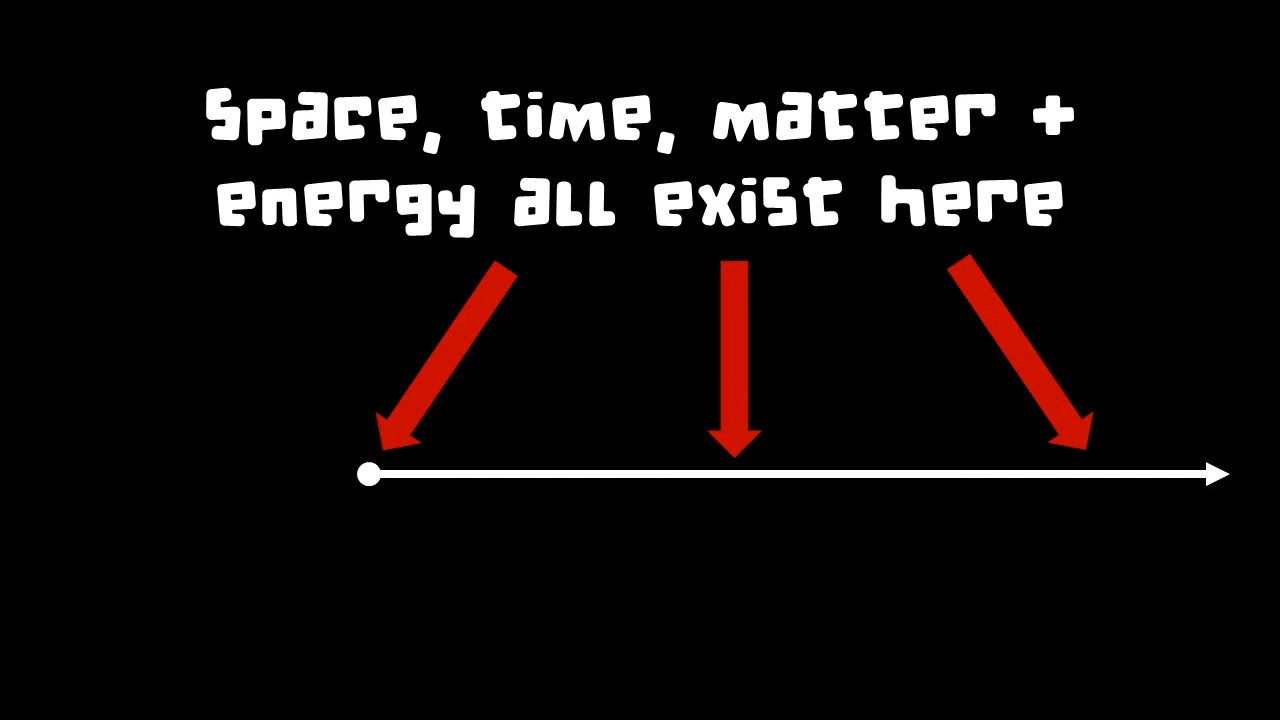 Space, time, matter +
energy all exist here